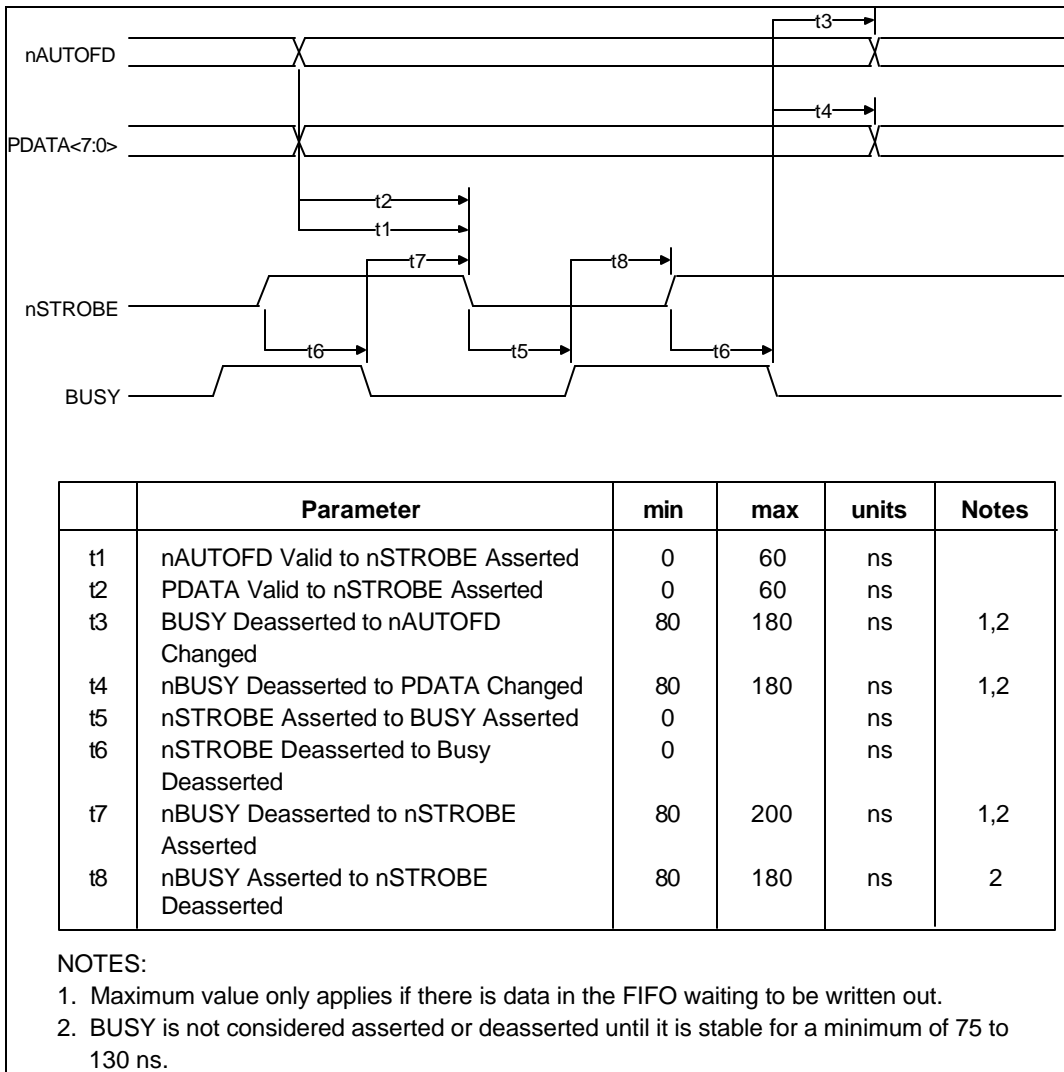 t3
nAUTOFD
t4
PDATA<7:0>
t2
t1
t7
t8
nSTROBE
t6
t5
t6
BUSY
Parameter min max units Notes
t1 nAUTOFD Valid to nSTROBE Asserted 0 60 ns
t2 PDATA Valid to nSTROBE Asserted 0 60 ns
t3 BUSY Deasserted to nAUTOFD 80 180 ns 1,2
Changed
t4 nBUSY Deasserted to PDATA Changed 80 180 ns 1,2
t5 nSTROBE Asserted to BUSY Asserted 0 ns
t6 nSTROBE Deasserted to Busy 0 ns
Deasserted
t7 nBUSY Deasserted to nSTROBE 80 200 ns 1,2
Asserted
t8 nBUSY Asserted to nSTROBE 80 180 ns 2
Deasserted
NOTES:
1. Maximum value only applies if there is data in the FIFO waiting to be written out.
2. BUSY is not considered asserted or deasserted until it is stable for a minimum of 75 to
130 ns.